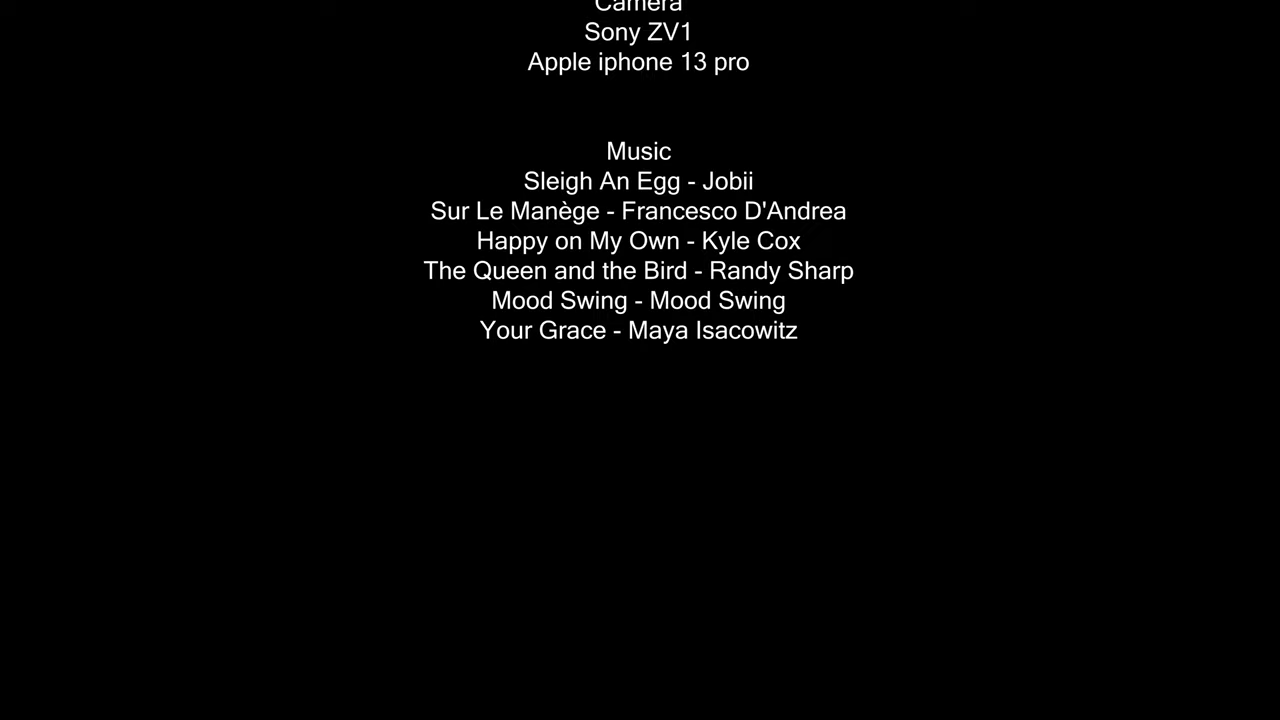 Camera
Sony ZV1
Apple iphone 13 pro
Music
Sleigh An Egg - Jobii
Sur Le Manège - Francesco D'Andrea
Happy on My Own - Kyle Cox
The Queen and the Bird - Randy Sharp
Mood Swing - Mood Swing
Your Grace - Maya Isacowitz